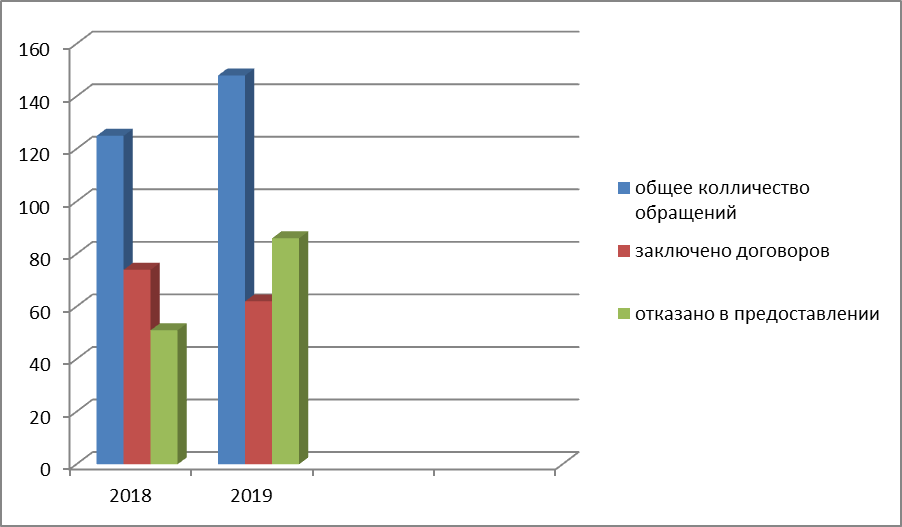 160
140
120
100
80
60
40
20
0
2018 2019
общее колличество
обращений
заключено договоров
отказано в предоставлении